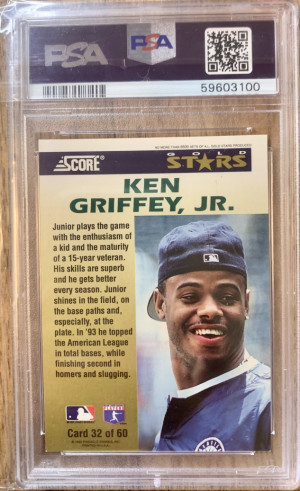 PSA
PSA
59603100
SCORE
GOLD
STARS
KEN
GRIFFEY, JR.
Junior plays the game
with the enthusiasm of
a kid and the maturity
of a 15-year veteran.
His skills are superb
and he gets better
every season. Junior
shines in the field, on
the base paths and,
especially, at the
plate. In '93 he topped
the American League
in total bases, while
finishing second in
homers and slugging.
Card 32 of 60